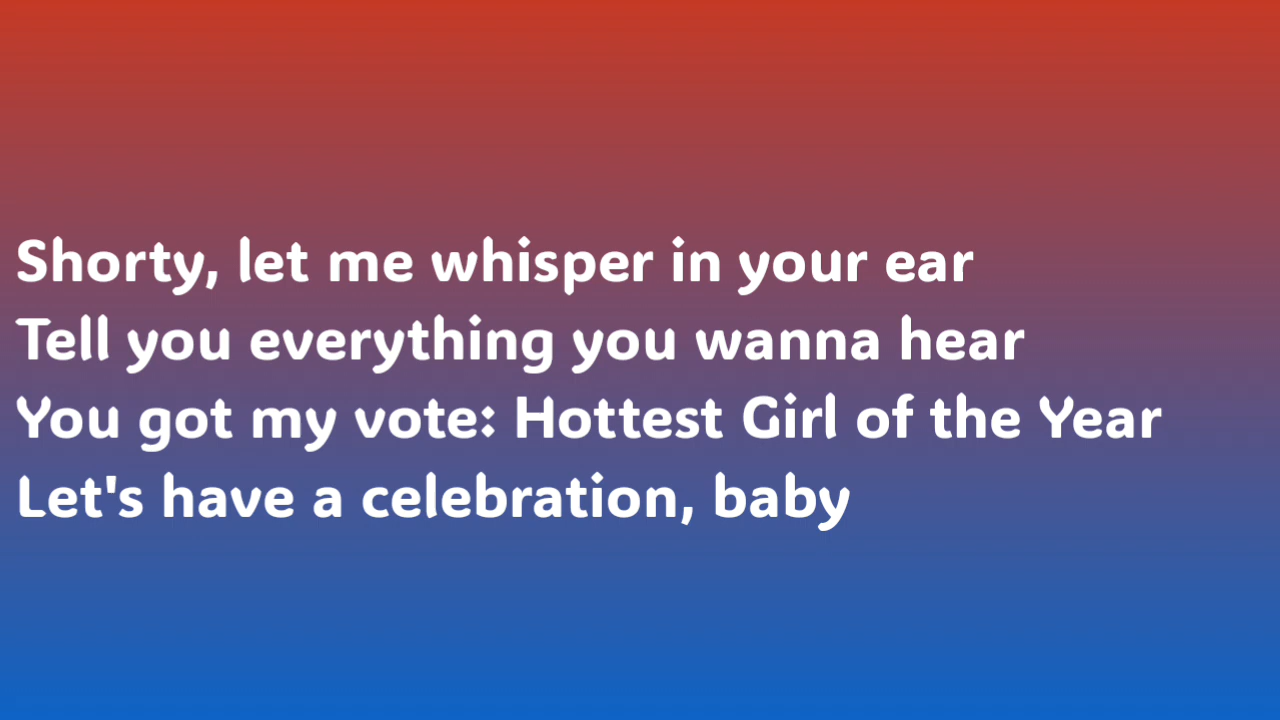 Shorty, let me whisper in your ear
Tell you everything you wanna hear
You got my vote: Hottest Girl of the Year
Let's have a celebration, baby